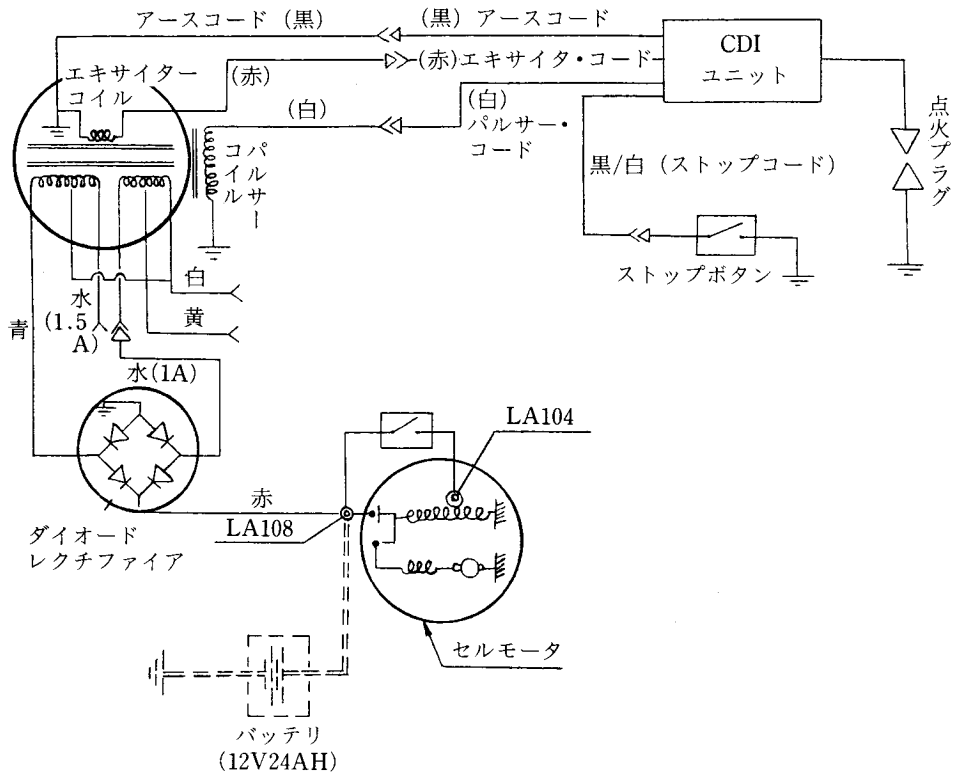 アースコード (黒)
(黒) アースコード
CDI
ユニット
エキサイター
コイル
(赤)
(赤)エキサイタ・コード
(白)
(白)
パルサー・
コード
パルサー
コイル
点火プラグ
黒/白 (ストップコード)
ストップボタン
白
黄
青
水
(1.5
A)
水(1A)
LA104
赤
LA108
ダイオード
レクチファイア
セルモータ
バッテリ
(12V24AH)